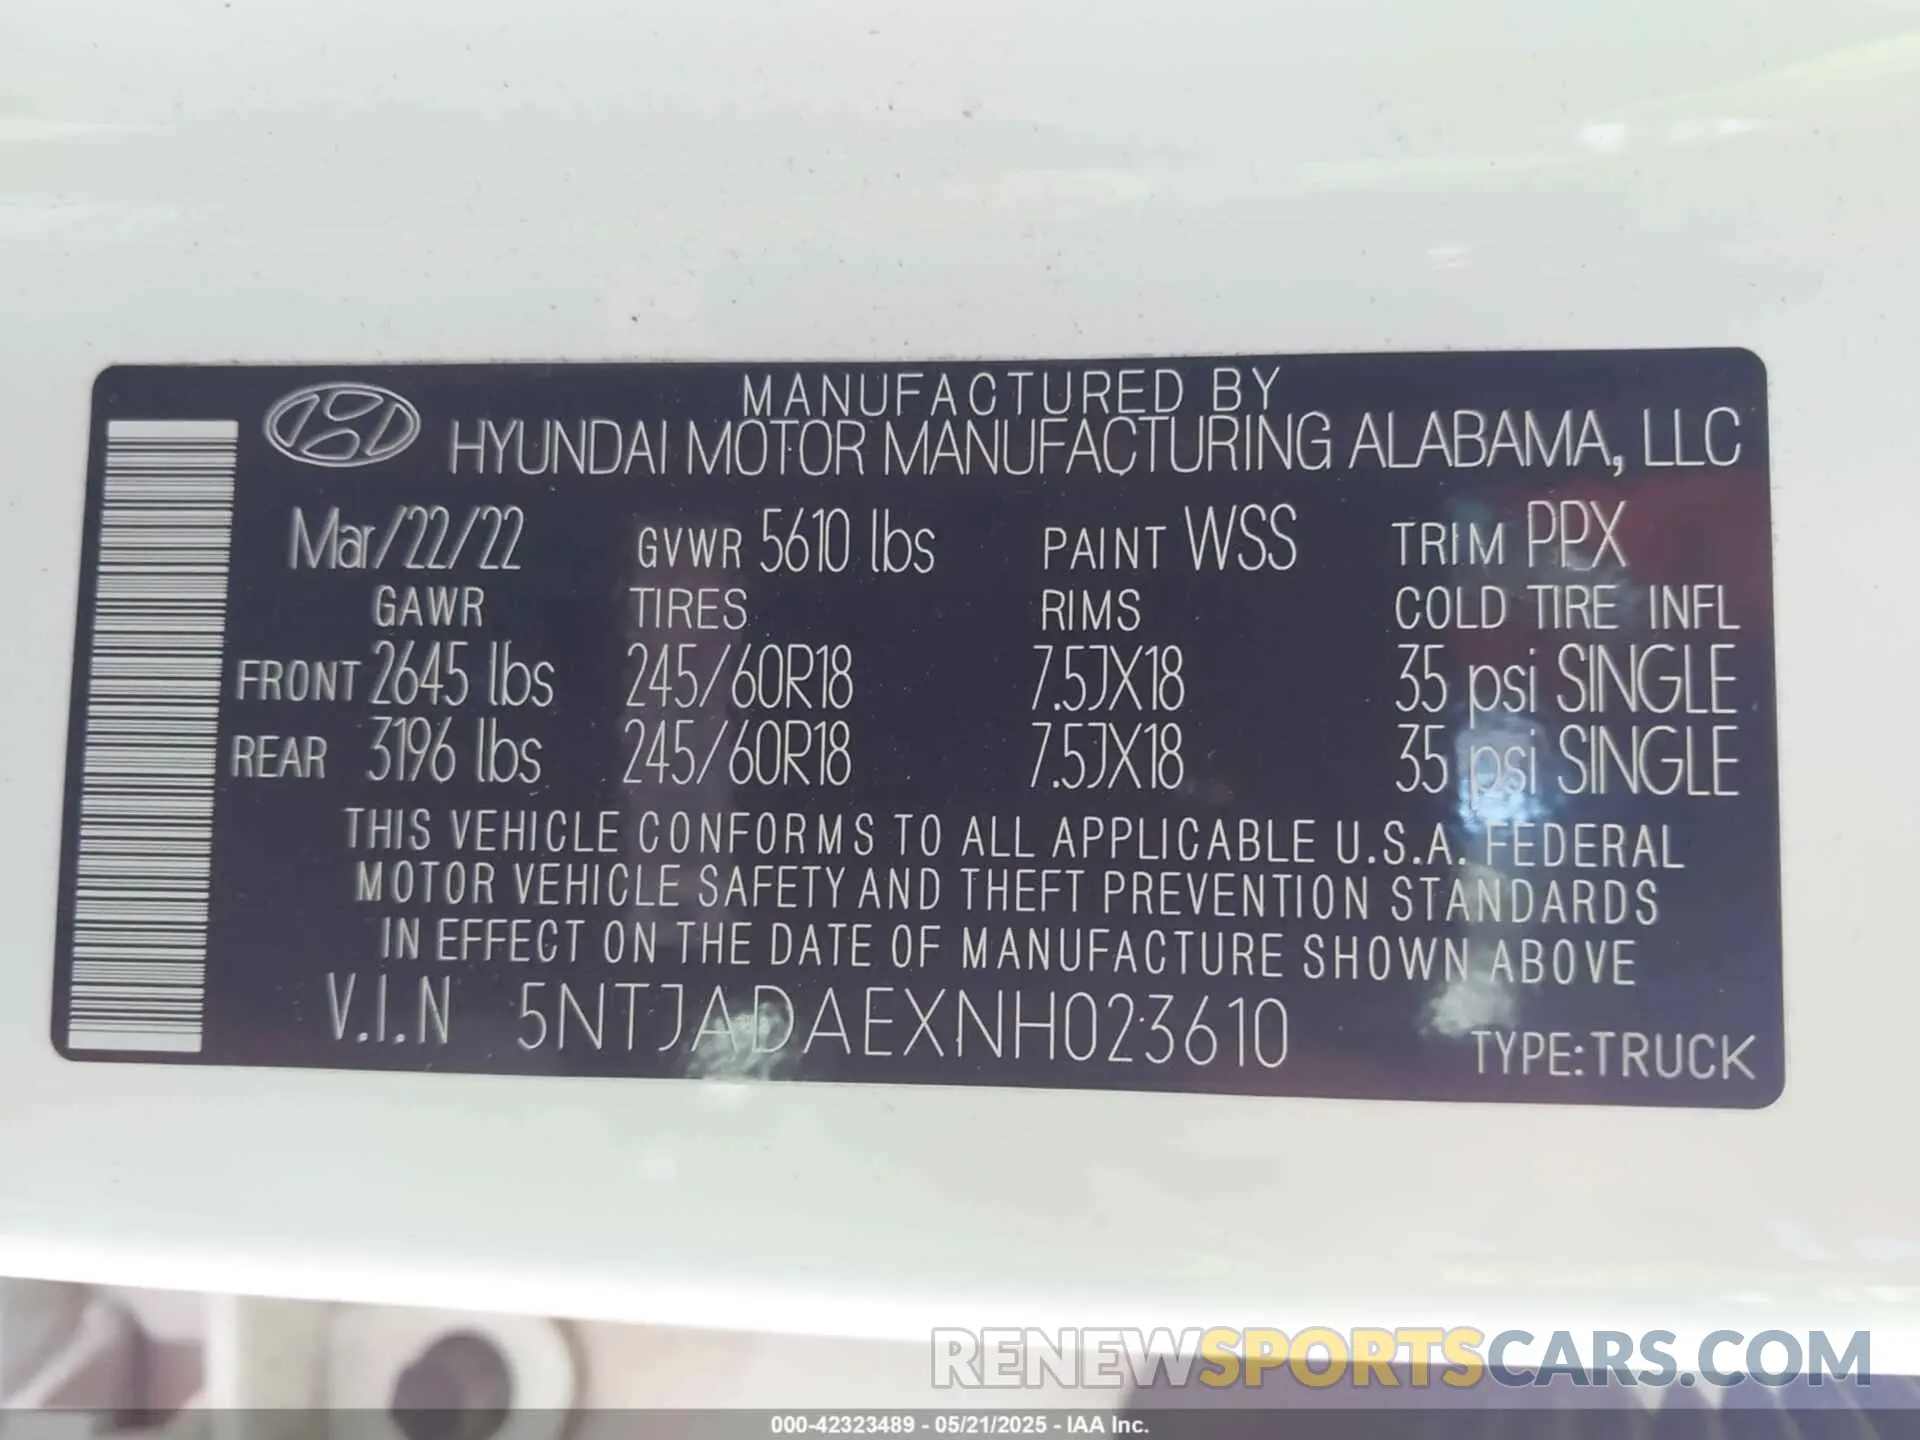 MANUFACTURED BY
HYUNDAI MOTOR MANUFACTURING ALABAMA, LLC
Mar/22/22 GVWR 5610 lbs PAINT WSS TRIM PPX
GAWR TIRES RIMS COLD TIRE INFL
FRONT 2645 lbs 245/60R18 7.5JX18 35 psi SINGLE
REAR 3196 lbs 245/60R18 7.5JX18 35 psi SINGLE
THIS VEHICLE CONFORMS TO ALL APPLICABLE U.S.A. FEDERAL
MOTOR VEHICLE SAFETY AND THEFT PREVENTION STANDARDS
IN EFFECT ON THE DATE OF MANUFACTURE SHOWN ABOVE
V.I.N 5NTJADAEXNH023610 TYPE:TRUCK
RENEWSPORTSCARS.COM
000-42323489 - 05/21/2025 - IAA Inc.